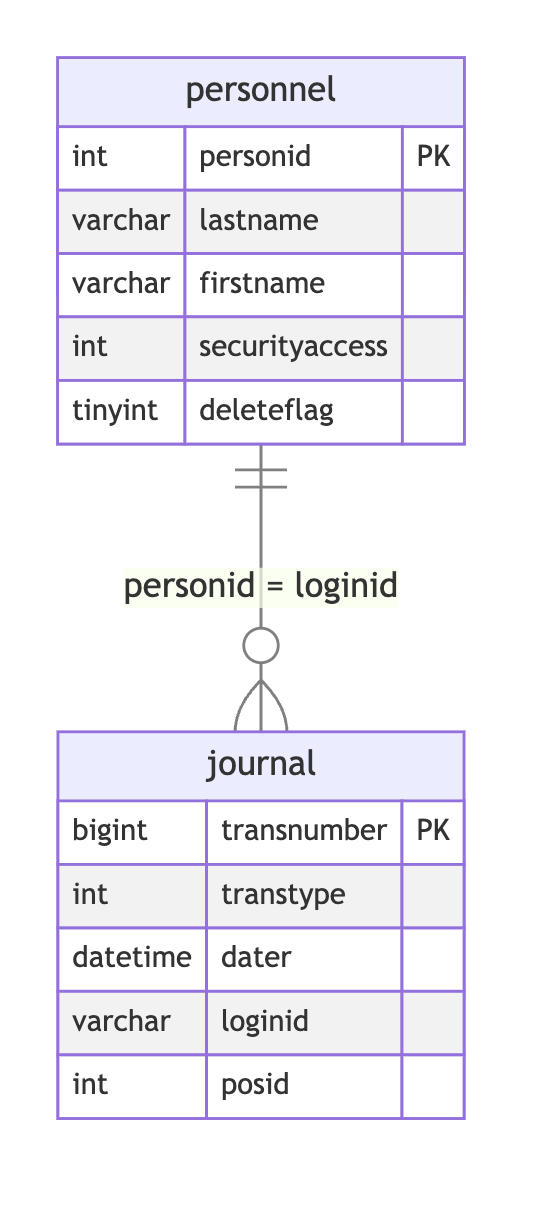 personnel
int personid PK
varchar lastname
varchar firstname
int securityaccess
tinyint deleteflag
personid = loginid
journal
bigint transnumber PK
int transtype
datetime dater
varchar loginid
int posid